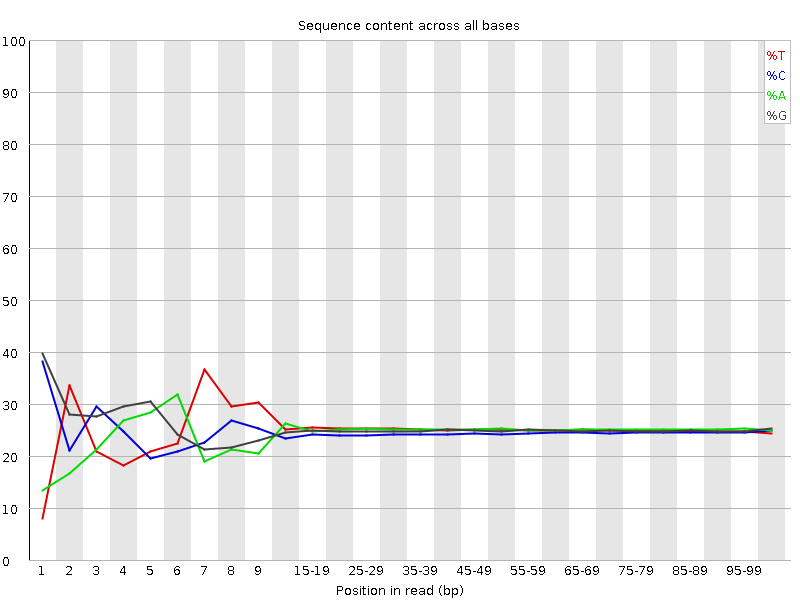 Sequence content across all bases
100
90
80
70
60
50
40
30
20
10
0
%T
%C
%A
%G
1 2 3 4 5 6 7 8 9 15-19 25-29 35-39 45-49 55-59 65-69 75-79 85-89 95-99
Position in read (bp)